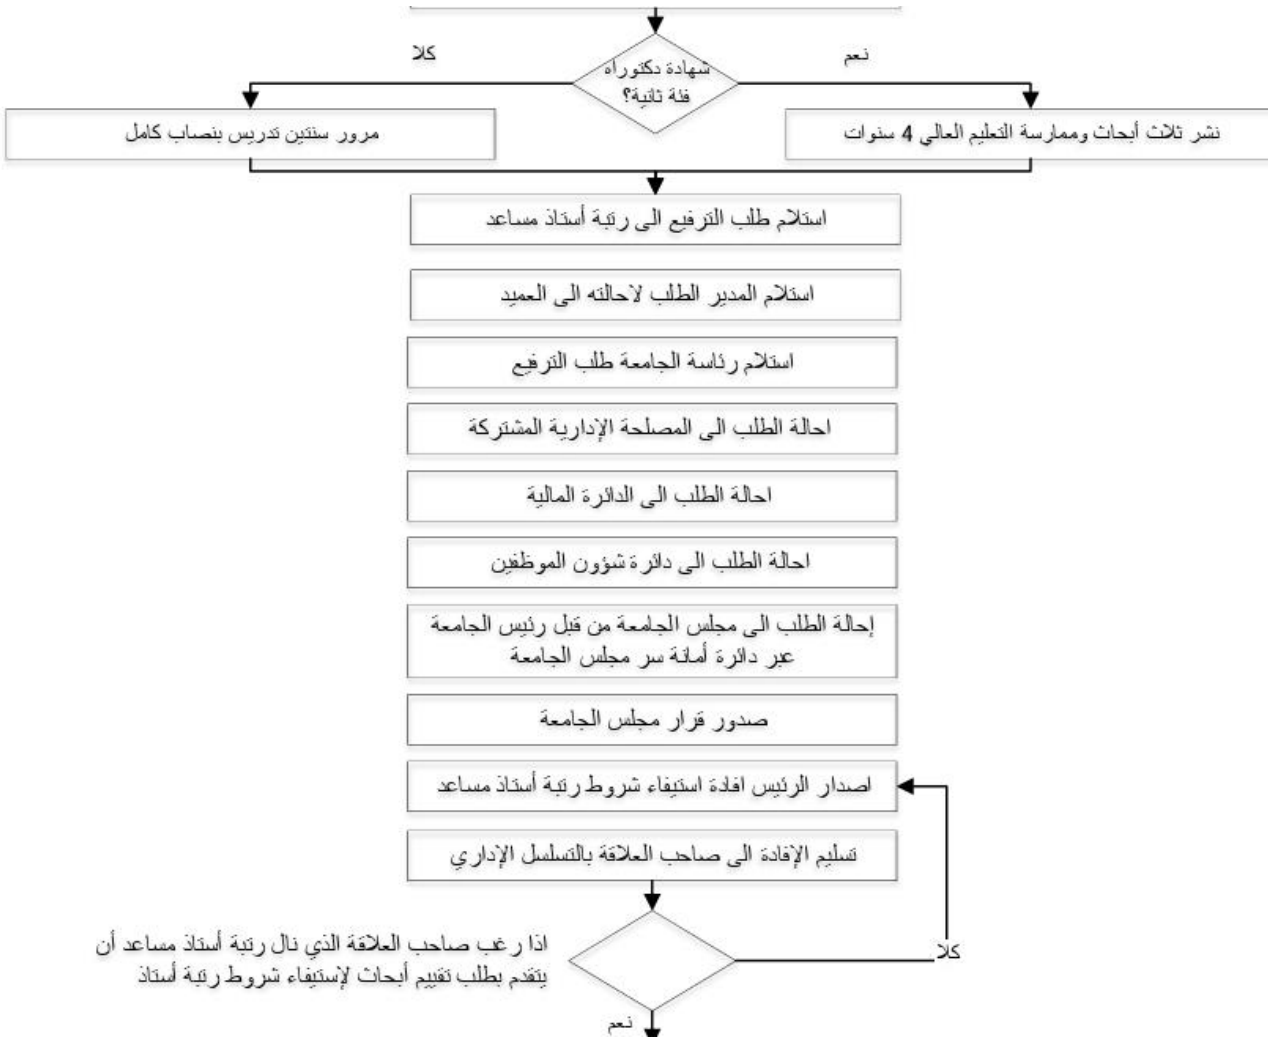 شهادة دكتوراه
فئة ثانية؟
نعم
كلا
نشر ثلاث أبحاث وممارسة التعليم العالي 4 سنوات
مرور سنتين تدريس بنصاب كامل
استلام طلب الترفيع الى رتبة أستاذ مساعد
استلام المدير الطلب لاحالته الى العميد
استلام رئاسة الجامعة طلب الترفيع
احالة الطلب الى المصلحة الإدارية المشتركة
احالة الطلب الى الدائرة المالية
احالة الطلب الى دائرة شؤون الموظفين
إحالة الطلب الى مجلس الجامعة من قبل رئيس الجامعة
عبر دائرة أمانة سر مجلس الجامعة
صدور قرار مجلس الجامعة
اصدار الرئيس افادة استيفاء شروط رتبة أستاذ مساعد
تسليم الإفادة الى صاحب العلاقة بالتسلسل الإداري
اذا رغب صاحب العلاقة الذي نال رتبة أستاذ مساعد أن
يتقدم بطلب تقييم أبحاث لإستيفاء شروط رتبة أستاذ
كلا
نعم